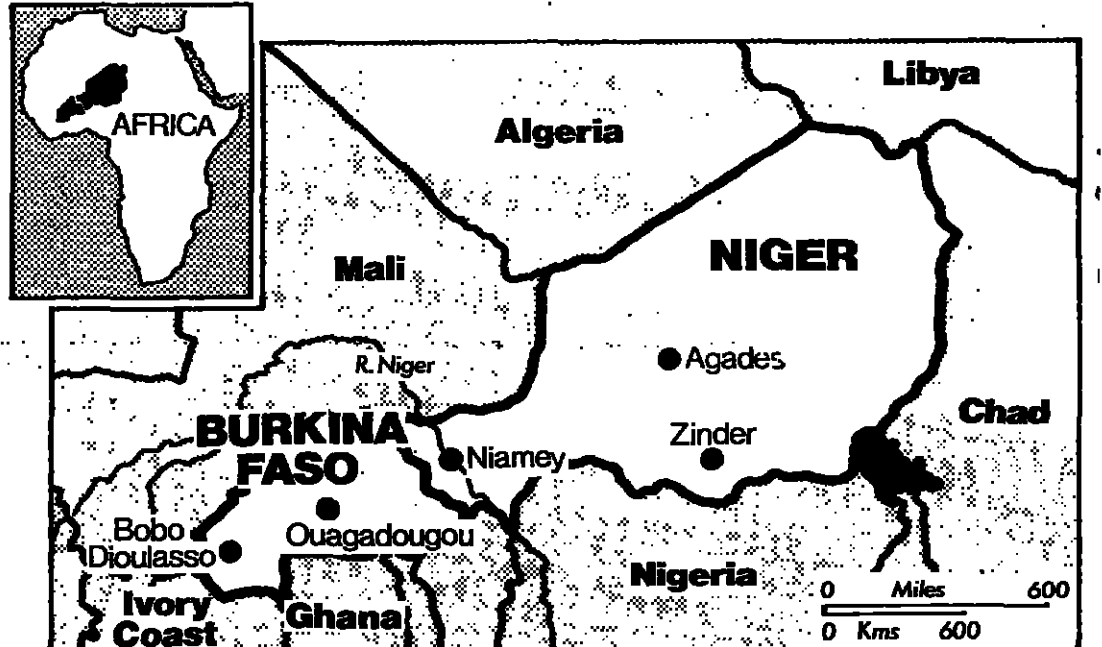 AFRICA
Libya
Algeria
NIGER
Mali
R. Niger
Agades
Chad
BURKINA
FASO
Zinder
Niamey
Bobo
Dioulasso
Ouagadougou
Nigeria
Ivory
Coast
Ghana
0 Miles 600
0 Kms 600